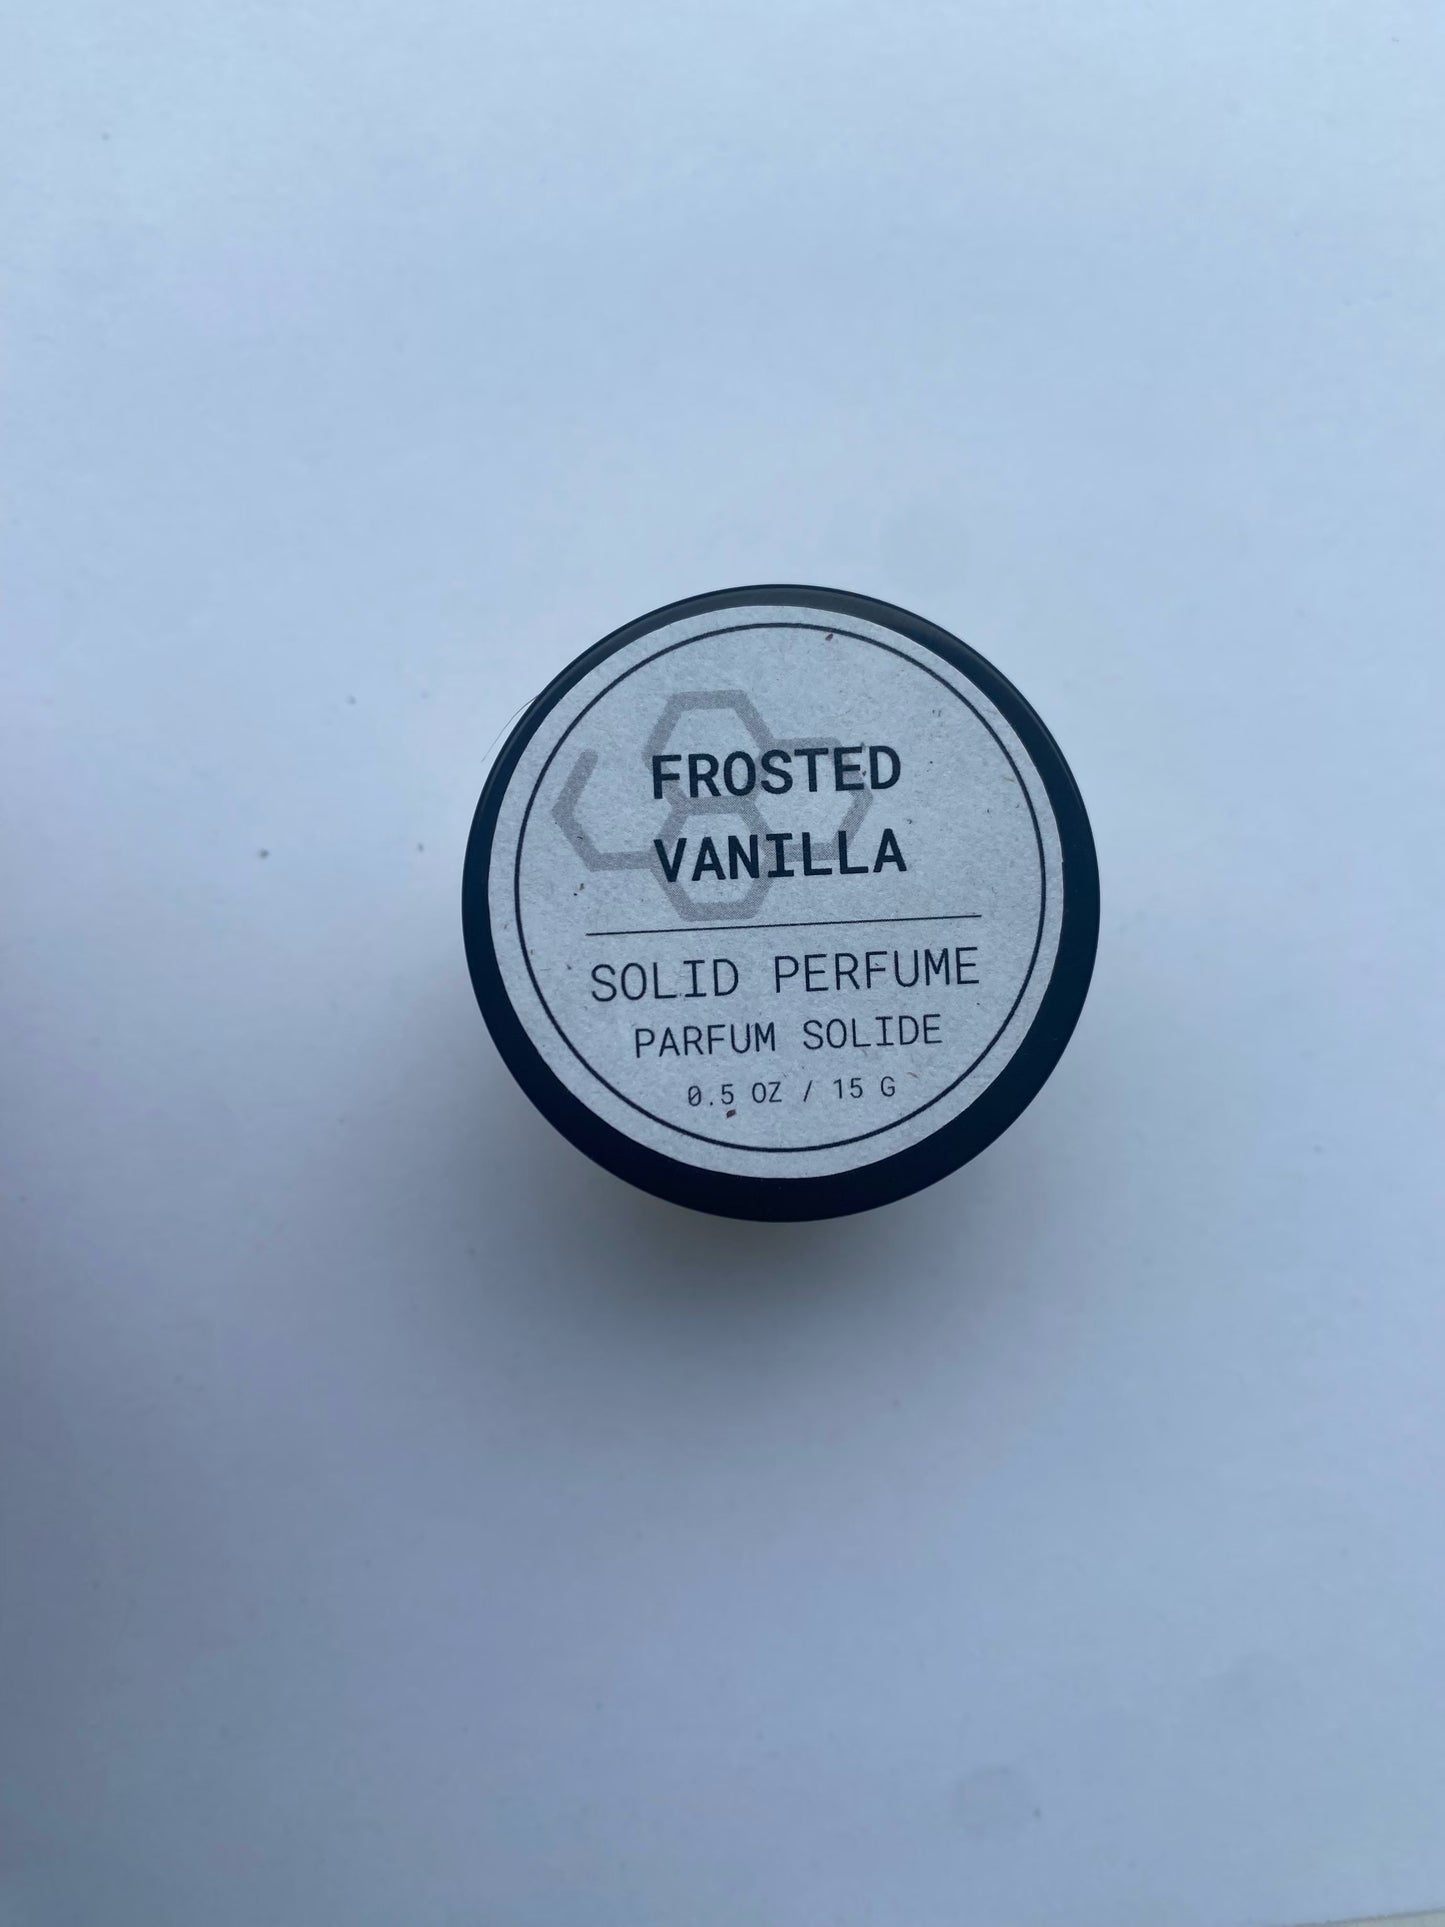 FROSTED
VANILLA
SOLID PERFUME
PARFUM SOLIDE
0.5 OZ / 15 G